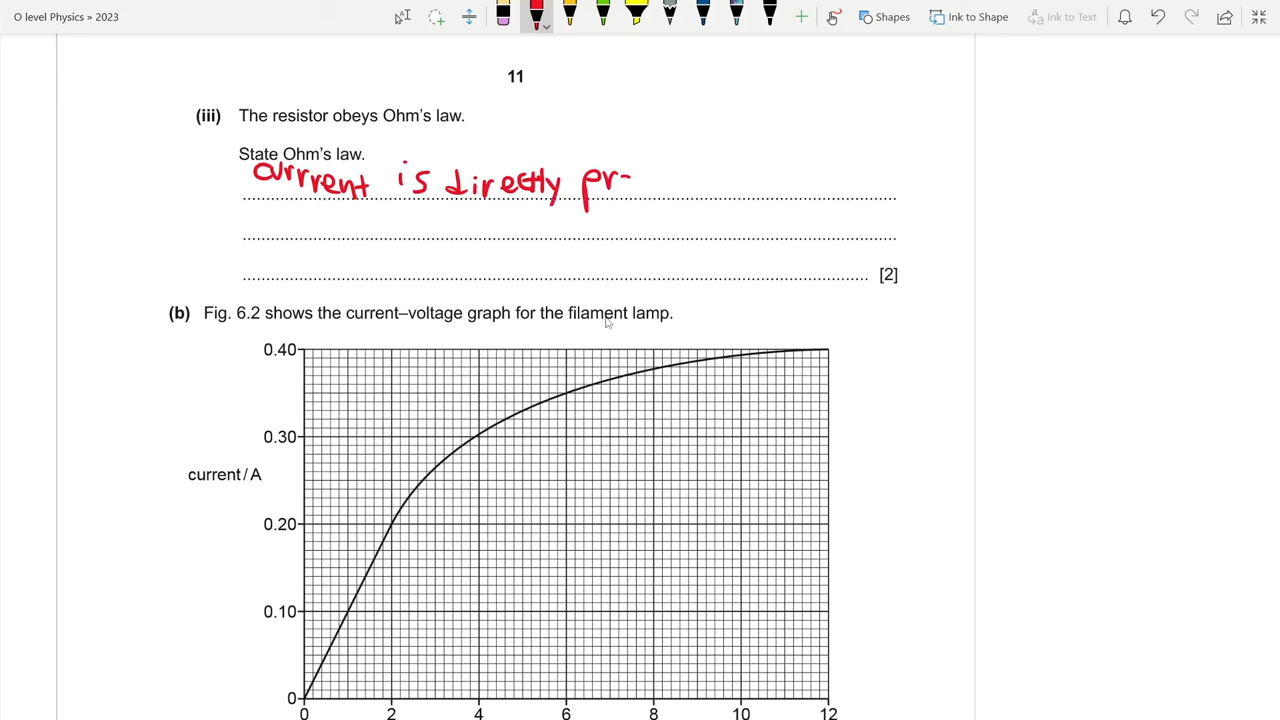 O level Physics » 2023
Shapes
Ink to Shape
Ink to Text
11
(iii) The resistor obeys Ohm's law.
State Ohm's law.
currrent is directly pr
[2]
(b) Fig. 6.2 shows the current–voltage graph for the filament lamp.
0.40
0.30
current / A
0.20
0.10
0
0 2 4 6 8 10 12